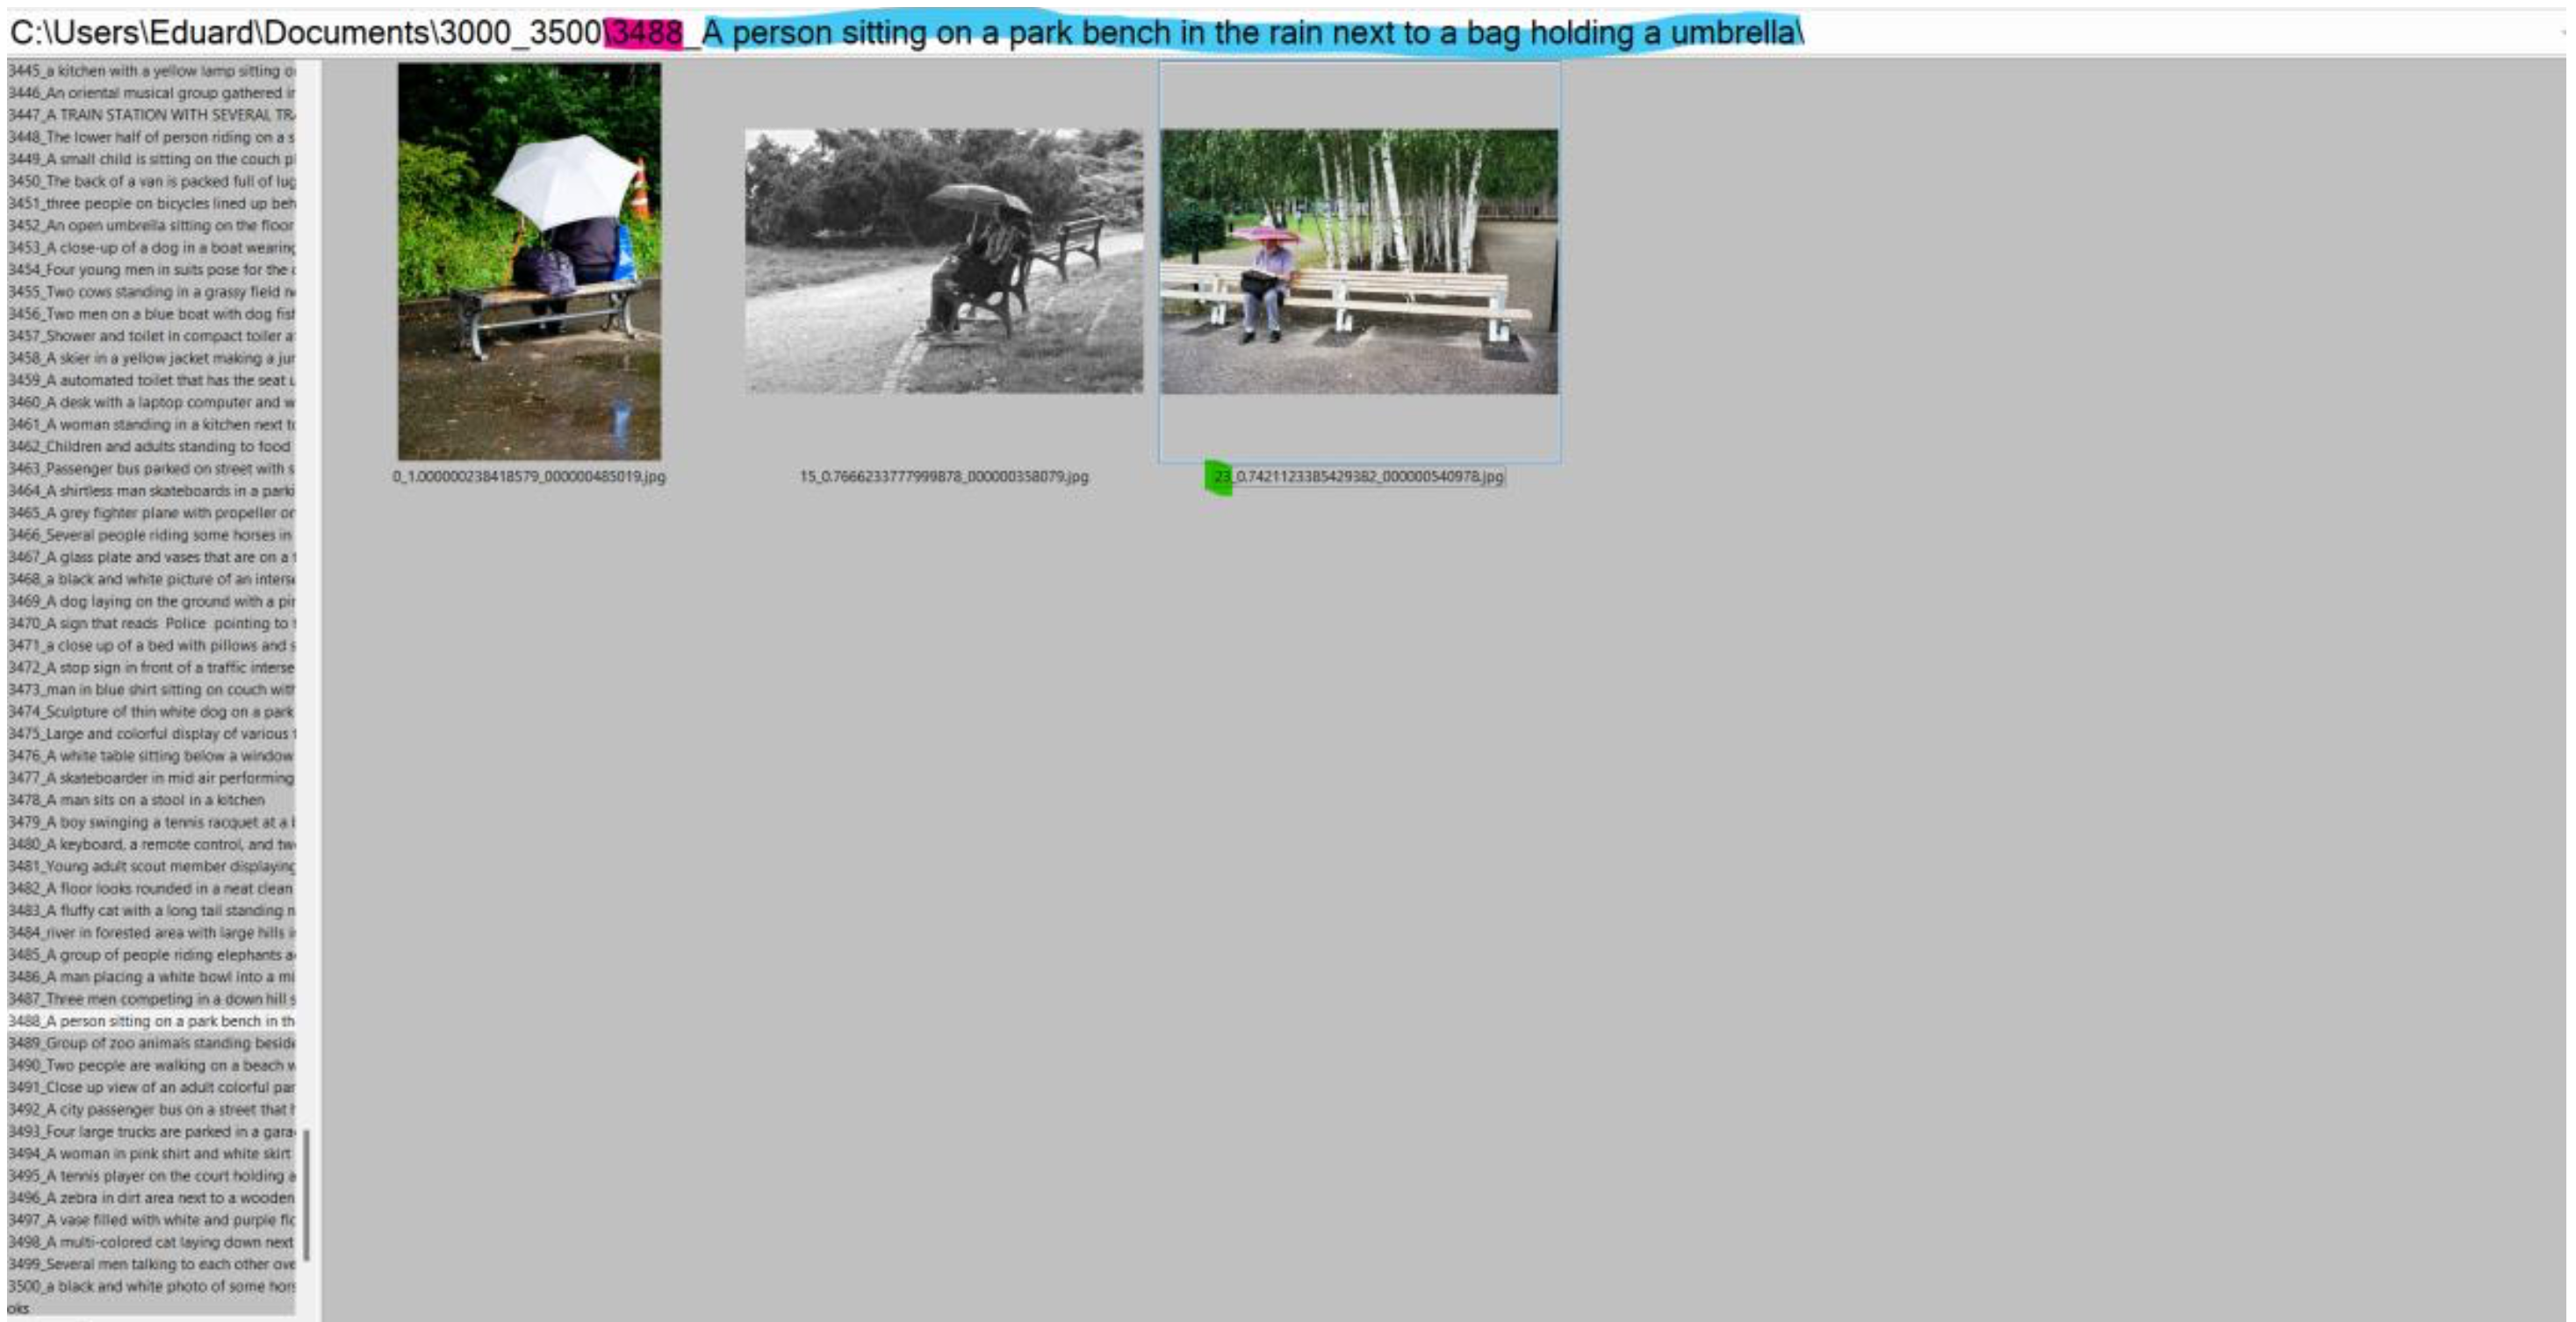 C:\Users\Eduard\Documents\3000_3500\3488_A person sitting on a park bench in the rain next to a bag holding a umbrella\
3445_a kitchen with a yellow lamp sitting
3446_An oriental musical group gathered
3447_A TRAIN STATION WITH SEVERAL
3448_The lower half of person riding on a s
3449_A small child is sitting on the couch
3450_The back of a van is packed full of lug
3451_three people on bicycles lined up beh
3452_An open umbrella sitting on the floor
3453_A close-up of a dog in a boat wearing
3454_Four young men in suits pose for the
3455_Two cows standing in a grassy field
3456_Two men on a blue boat with dog fish
3457_Shower and toilet in compact toiler
3458_A skier in a yellow jacket making a
3459_A automated toilet that has the seat
3460_A desk with a laptop computer and w
3461_A woman standing in a kitchen next
3462_Children and adults standing to food
3463_Passenger bus parked on street with s
3464_A shirtless man skateboards in a parki
3465_A grey fighter plane with propeller
3466_Several people riding some horses in
3467_A glass plate and vases that are on a
3468_a black and white picture of an interse
3469_A dog laying on the ground with a
3470_A sign that reads Police pointing to
3471_a close up of a bed with pillows and s
3472_A stop sign in front of a traffic interse
3473_man in blue shirt sitting on couch with
3474_Sculpture of thin white dog on a park
3475_Large and colorful display of various
3476_A white table sitting below a window
3477_A skateboarder in mid air performing
3478_A man sits on a stool in a kitchen
3479_A boy swinging a tennis racquet at a
3480_A keyboard, a remote control, and
3481_Young adult scout member displaying
3482_A floor looks rounded in a neat clean
3483_A fluffy cat with a long tail standing n
3484_river in forested area with large hills
3485_A group of people riding elephants
3486_A man placing a white bowl into a mi
3487_Three men competing in a down hill s
3488_A person sitting on a park bench in th
3489_Group of zoo animals standing besid
3490_Two people are walking on a beach w
3491_Close up view of an adult colorful par
3492_A city passenger bus on a street that
3493_Four large trucks are parked in a gara
3494_A woman in pink shirt and white skirt
3495_A tennis player on the court holding a
3496_A zebra in dirt area next to a wooden
3497_A vase filled with white and purple flo
3498_A multi-colored cat laying down next
3499_Several men talking to each other ove
3500_a black and white photo of some hors
oks
0_1.000000238418579_000000485019.jpg
15_0.7666233777999878_000000358079.jpg
23_0.7421123385429382_000000540978.jpg